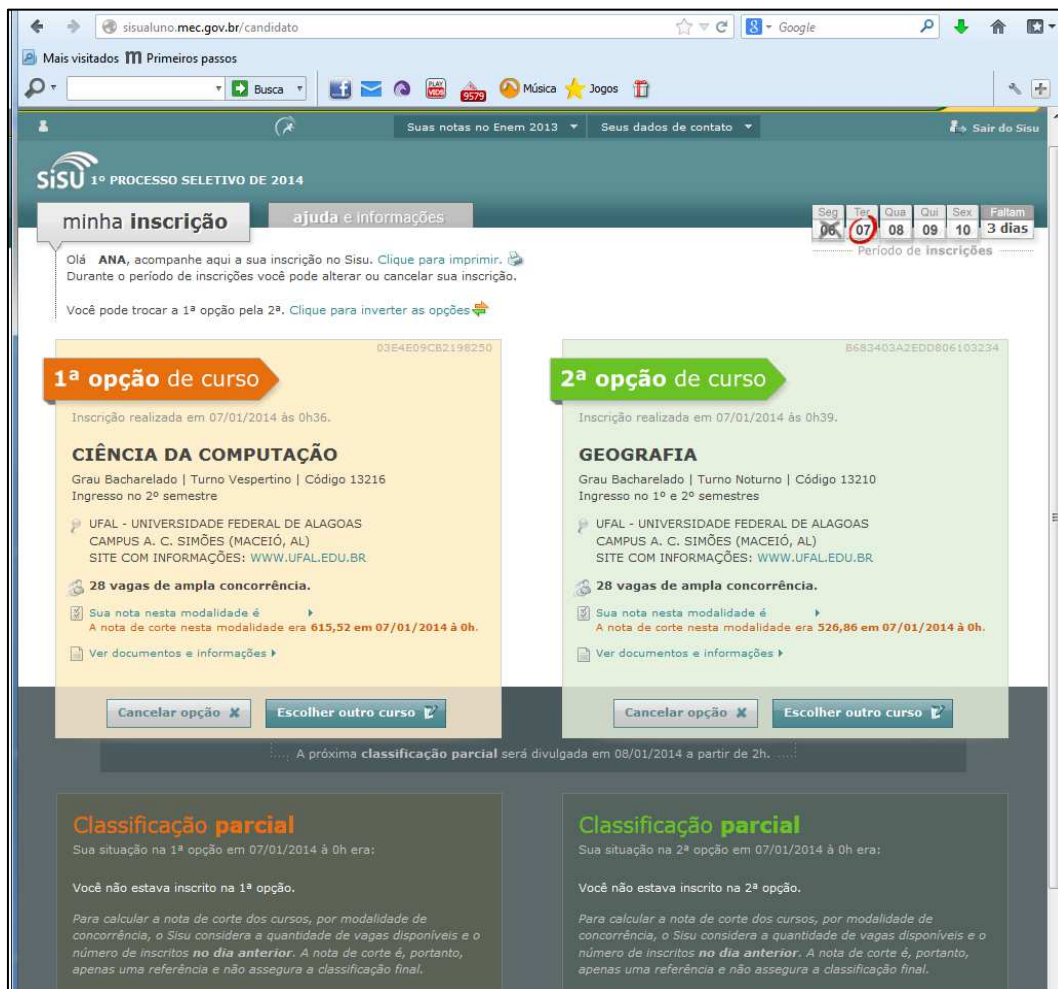 sisualuno.mec.gov.br/candidato
Google
Mais visitados Primeiros passos
Busca
PLAY VIDS
9579
Música
Jogos
Suas notas no Enem 2013
Seus dados de contato
Sair do Sisu
SiSU 1º PROCESSO SELETIVO DE 2014
minha inscrição
ajuda e informações
Seg Ter Qua Qui Sex Faltam
06 07 08 09 10 3 dias
Período de inscrições
Olá ANA, acompanhe aqui a sua inscrição no Sisu. Clique para imprimir.
Durante o período de inscrições você pode alterar ou cancelar sua inscrição.
Você pode trocar a 1ª opção pela 2ª. Clique para inverter as opções
03E4E09CB2198250
1ª opção de curso
Inscrição realizada em 07/01/2014 às 0h36.
CIÊNCIA DA COMPUTAÇÃO
Grau Bacharelado | Turno Vespertino | Código 13216
Ingresso no 2º semestre
UFAL - UNIVERSIDADE FEDERAL DE ALAGOAS
CAMPUS A. C. SIMÕES (MACEIÓ, AL)
SITE COM INFORMAÇÕES: WWW.UFAL.EDU.BR
28 vagas de ampla concorrência.
Sua nota nesta modalidade é
A nota de corte nesta modalidade era 615,52 em 07/01/2014 à 0h.
Ver documentos e informações
Cancelar opção
Escolher outro curso
B683403A2EDD806103234
2ª opção de curso
Inscrição realizada em 07/01/2014 às 0h39.
GEOGRAFIA
Grau Bacharelado | Turno Noturno | Código 13210
Ingresso no 1º e 2º semestres
UFAL - UNIVERSIDADE FEDERAL DE ALAGOAS
CAMPUS A. C. SIMÕES (MACEIÓ, AL)
SITE COM INFORMAÇÕES: WWW.UFAL.EDU.BR
28 vagas de ampla concorrência.
Sua nota nesta modalidade é
A nota de corte nesta modalidade era 526,86 em 07/01/2014 à 0h.
Ver documentos e informações
Cancelar opção
Escolher outro curso
A próxima classificação parcial será divulgada em 08/01/2014 a partir de 2h.
Classificação parcial
Sua situação na 1ª opção em 07/01/2014 à 0h era:
Você não estava inscrito na 1ª opção.
Para calcular a nota de corte dos cursos, por modalidade de
concorrência, o Sisu considera a quantidade de vagas disponíveis e o
número de inscritos no dia anterior. A nota de corte é, portanto,
apenas uma referência e não assegura a classificação final.
Classificação parcial
Sua situação na 2ª opção em 07/01/2014 à 0h era:
Você não estava inscrito na 2ª opção.
Para calcular a nota de corte dos cursos, por modalidade de
concorrência, o Sisu considera a quantidade de vagas disponíveis e o
número de inscritos no dia anterior. A nota de corte é, portanto,
apenas uma referência e não assegura a classificação final.